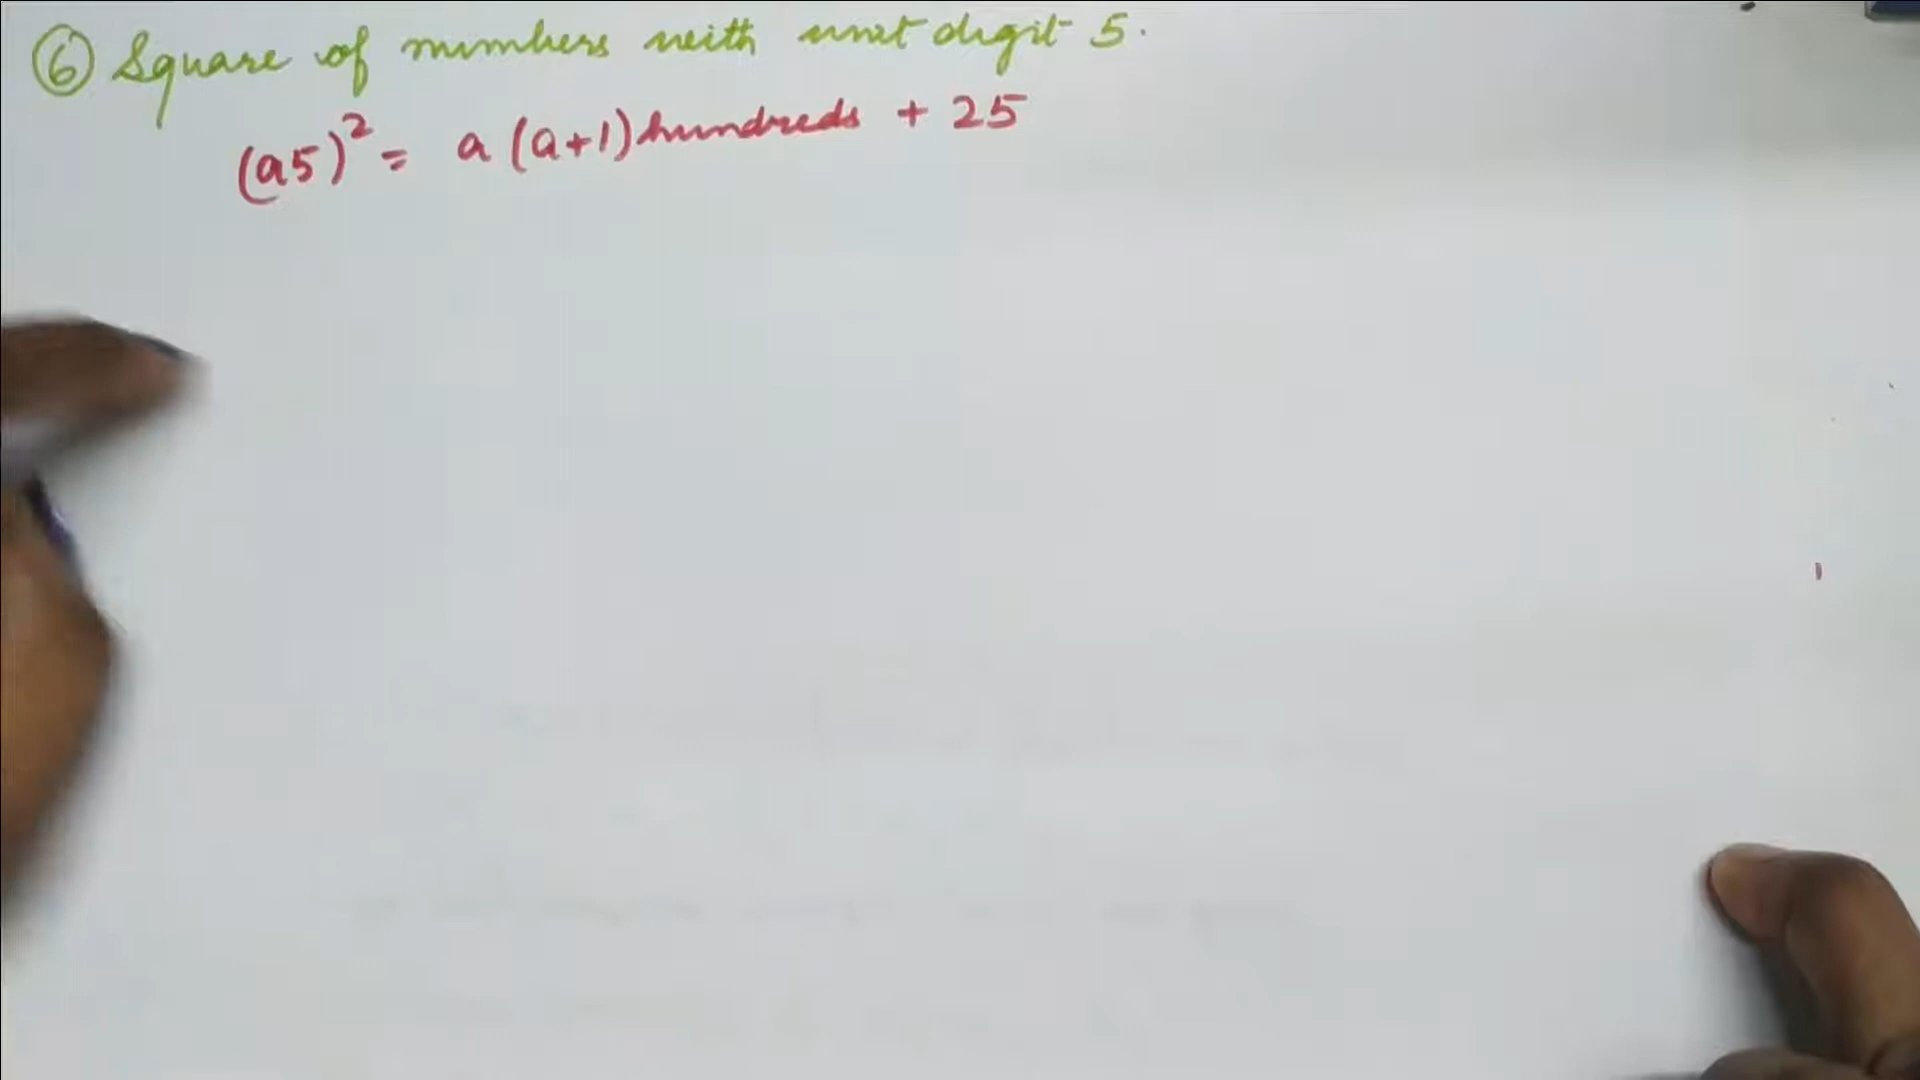 ⑥ Square of numbers with unit digit 5.
(a5)² = a (a+1) hundreds + 25